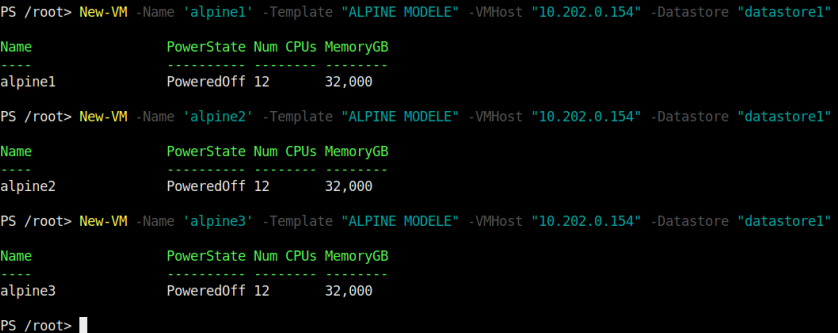 PS /root> New-VM -Name 'alpine1' -Template "ALPINE MODELE" -VMHost "10.202.0.154" -Datastore "datastore1"
Name PowerState Num CPUs MemoryGB
---- ---------- -------- --------
alpine1 PoweredOff 12 32,000
PS /root> New-VM -Name 'alpine2' -Template "ALPINE MODELE" -VMHost "10.202.0.154" -Datastore "datastore1"
Name PowerState Num CPUs MemoryGB
---- ---------- -------- --------
alpine2 PoweredOff 12 32,000
PS /root> New-VM -Name 'alpine3' -Template "ALPINE MODELE" -VMHost "10.202.0.154" -Datastore "datastore1"
Name PowerState Num CPUs MemoryGB
---- ---------- -------- --------
alpine3 PoweredOff 12 32,000
PS /root>